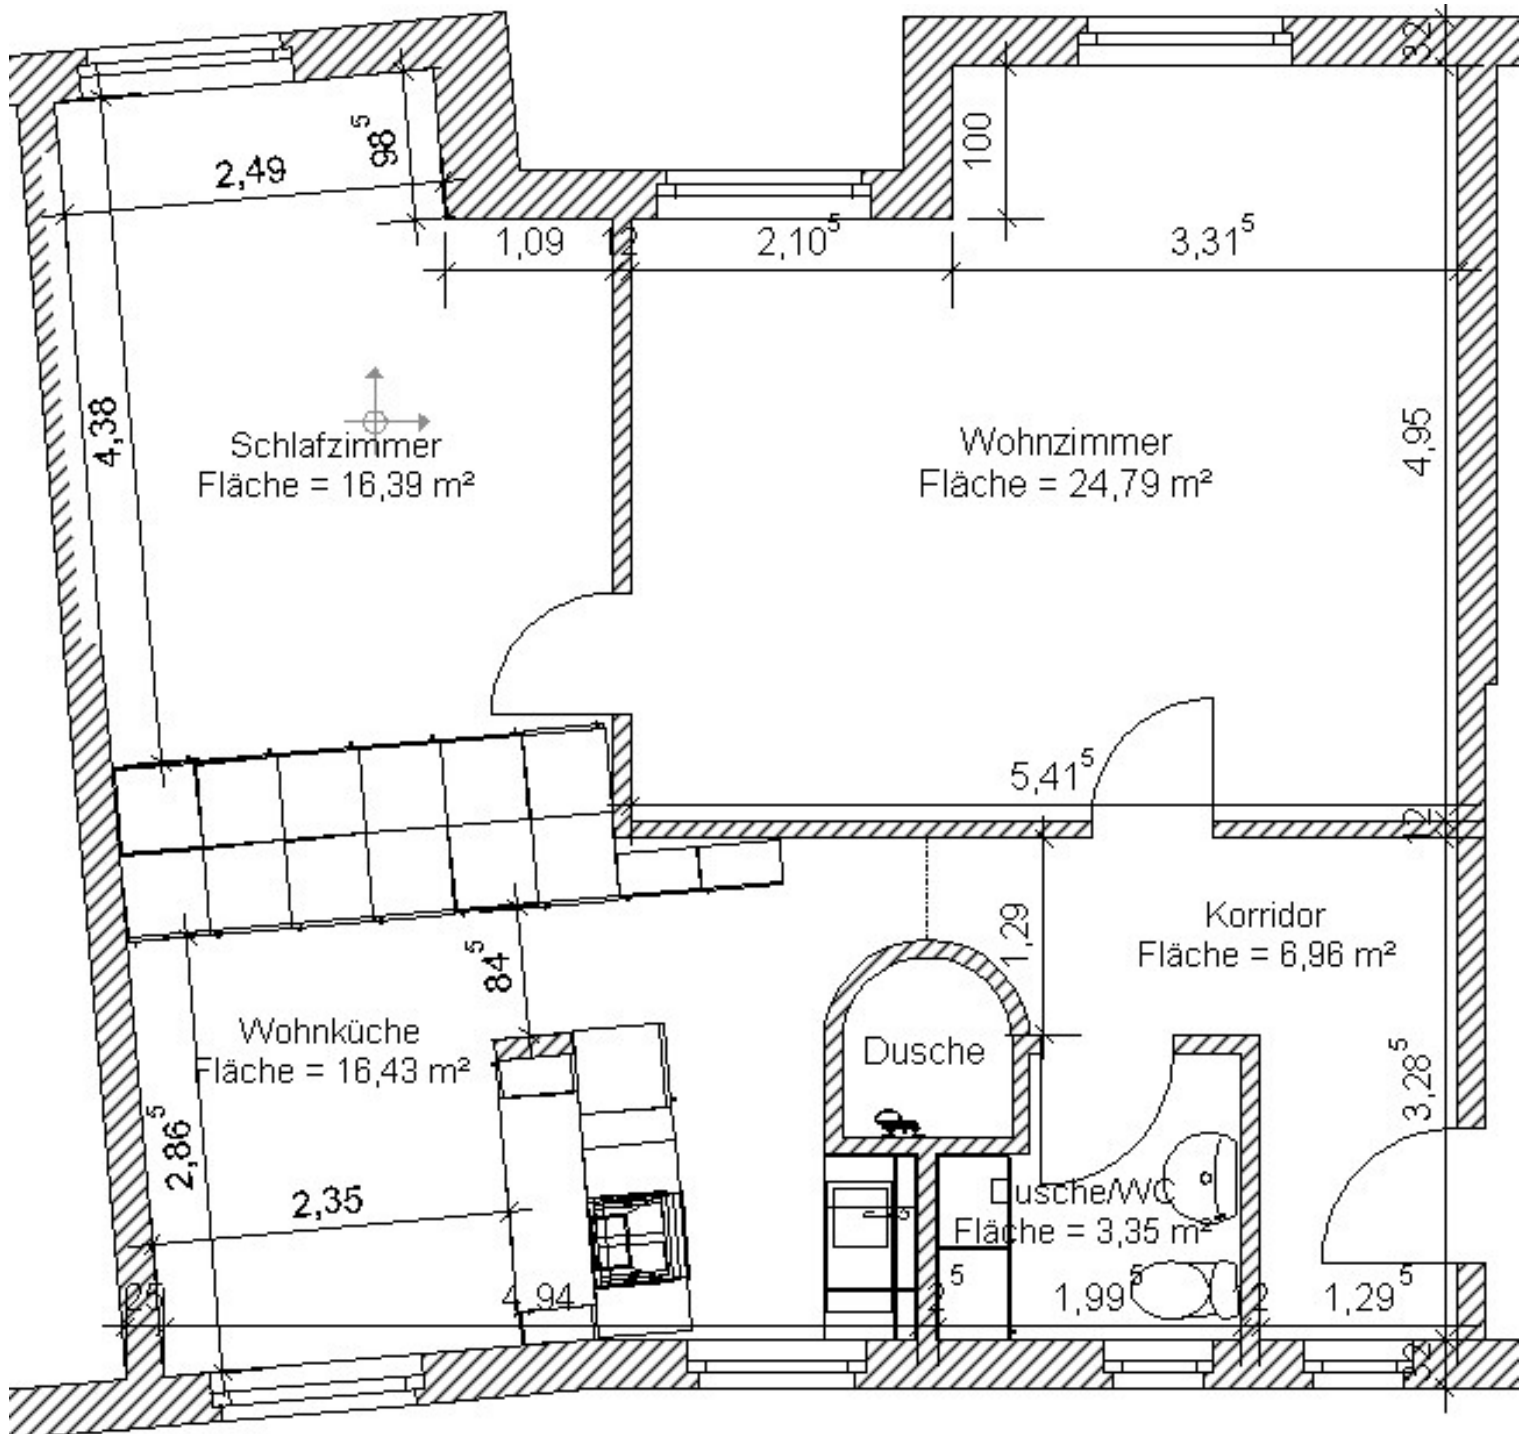 32
98⁵
2,49
100
1,09
12
2,10⁵
3,31⁵
4,38
Schlafzimmer
Fläche = 16,39 m²
Wohnzimmer
Fläche = 24,79 m²
4,95
5,41⁵
12
84⁵
1,29
Korridor
Fläche = 6,96 m²
Wohnküche
Fläche = 16,43 m²
Dusche
3,28⁵
2,86⁵
2,35
Dusche/WC
Fläche = 3,35 m²
25
4,94
1,99⁵
12
1,29⁵
32